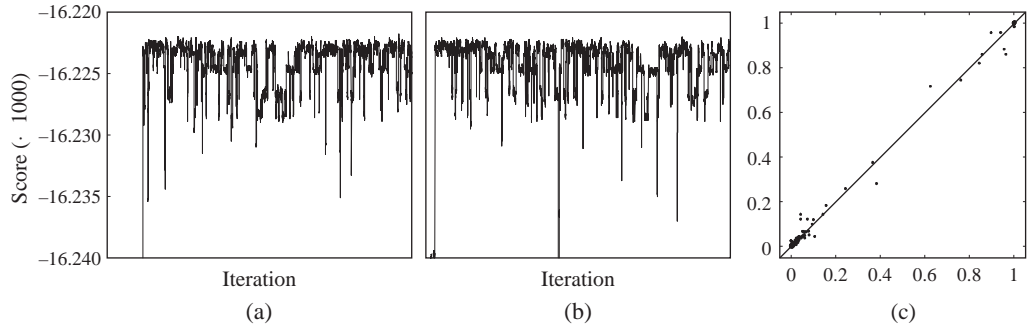 Score (· 1000)
−16.220
−16.225
−16.230
−16.235
−16.240
Iteration
(a)
Iteration
(b)
1
0.8
0.6
0.4
0.2
0
0 0.2 0.4 0.6 0.8 1
(c)